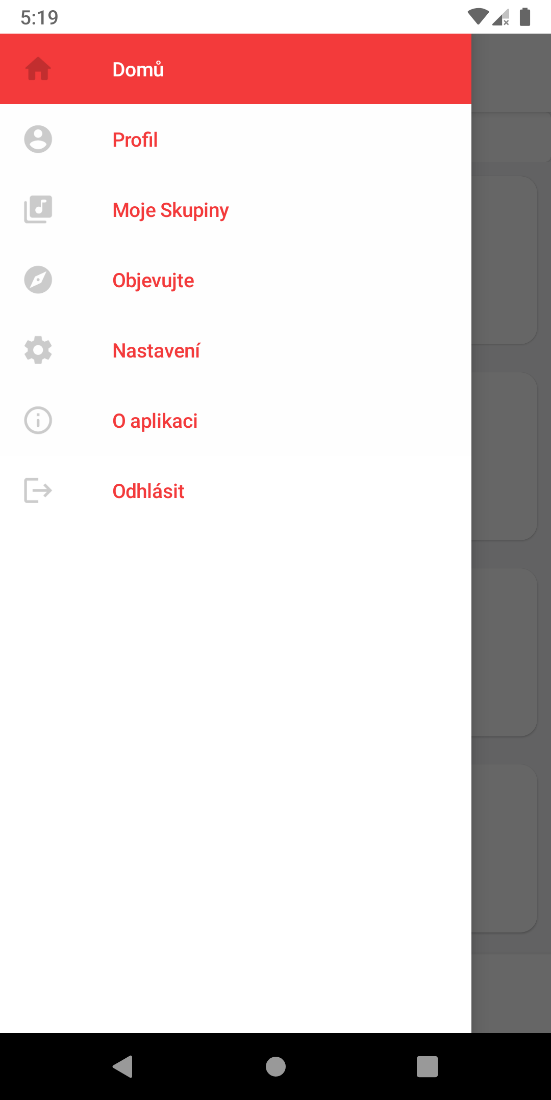 5:19
Domů
Profil
Moje Skupiny
Objevujte
Nastavení
O aplikaci
Odhlásit